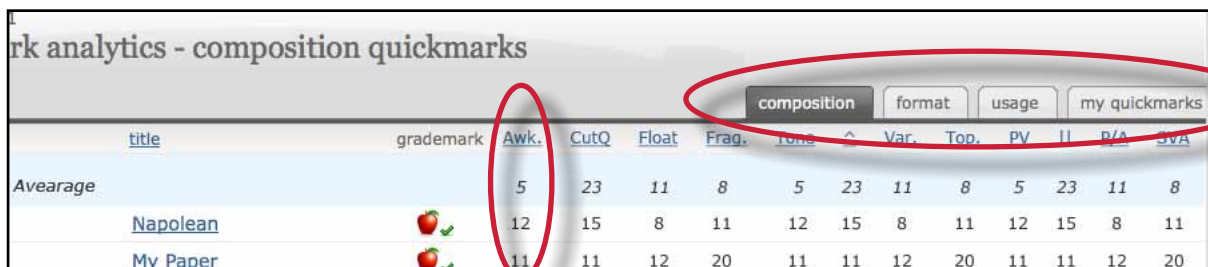 rk analytics - composition quickmarks
composition format usage my quickmarks
title grademark Awk. CutQ Float Frag. Tone ^ Var. Top. PV || P/A SVA
Avearage 5 23 11 8 5 23 11 8 5 23 11 8
Napolean 12 15 8 11 12 15 8 11 12 15 8 11
My Paper 11 11 12 20 11 11 12 20 11 11 12 20